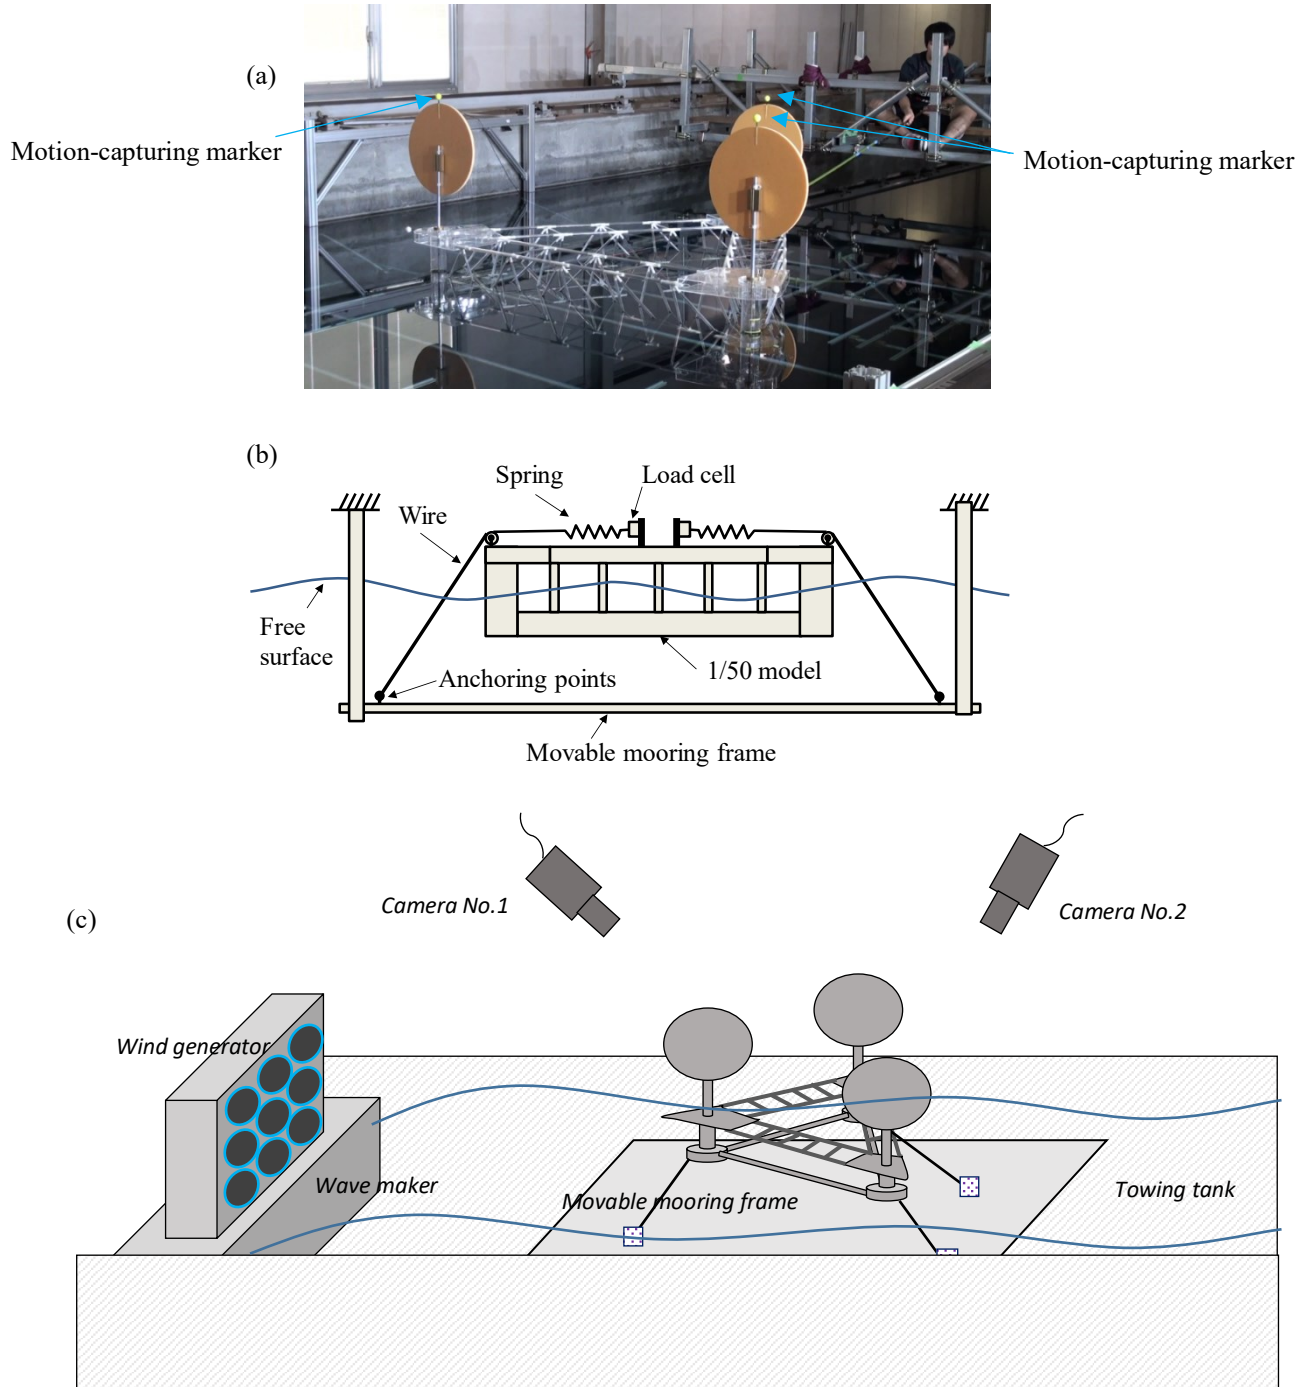 (a)
Motion-capturing marker
Motion-capturing marker
(b)
Spring
Load cell
Wire
Free
surface
Anchoring points
1/50 model
Movable mooring frame
Camera No.1
Camera No.2
(c)
Wind generator
Wave maker
Movable mooring frame
Towing tank